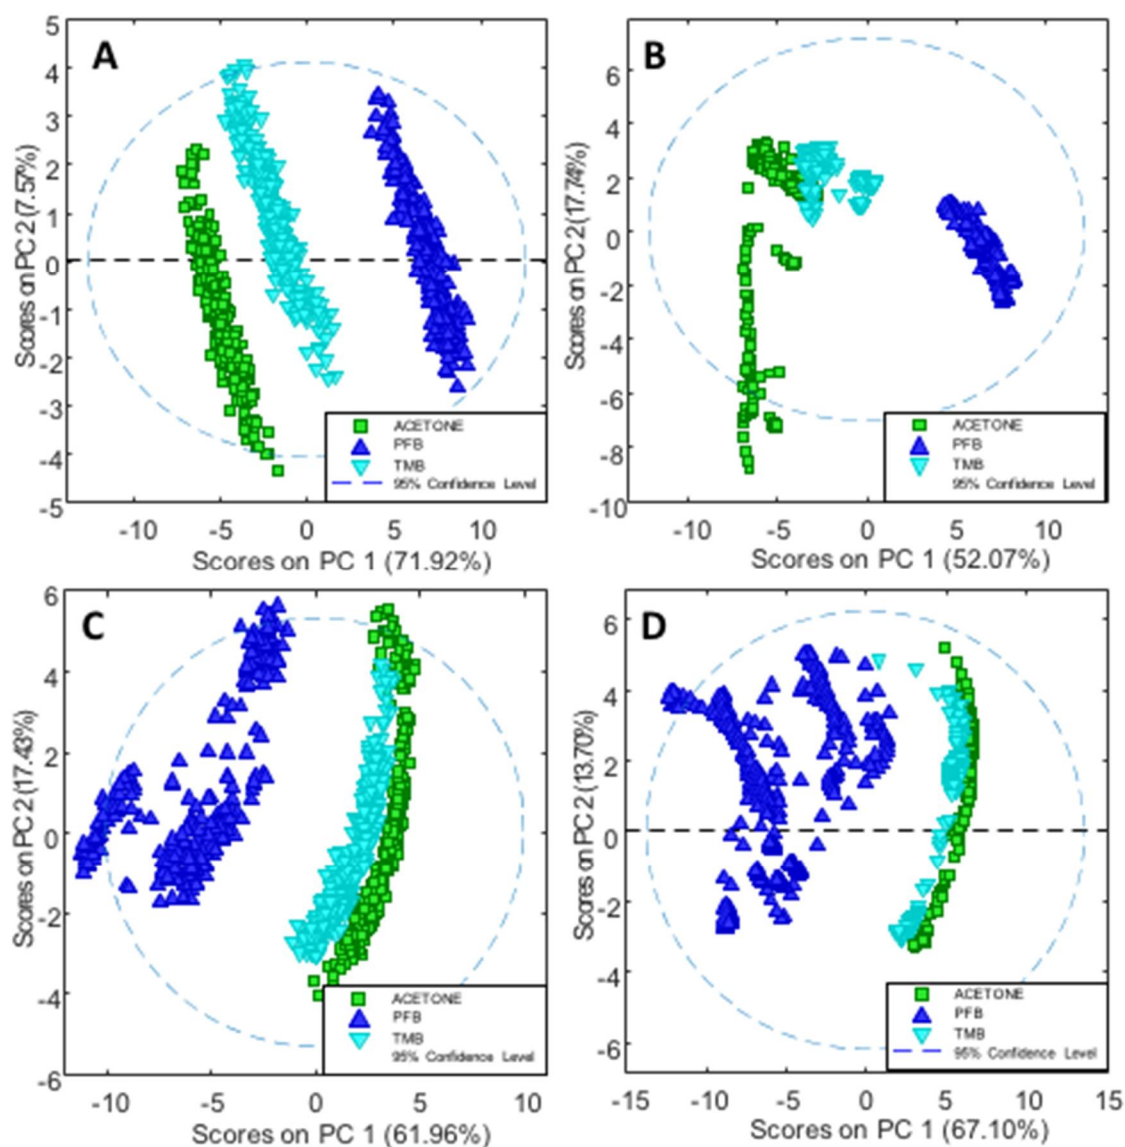 A
5
4
3
2
1
0
-1
-2
-3
-4
-5
Scores on PC 2 (7.57%)
-10 -5 0 5 10
Scores on PC 1 (71.92%)
ACETONE
PFB
TMB
95% Confidence Level
B
6
4
2
0
-2
-4
-6
-8
-10
Scores on PC 2 (17.74%)
-10 -5 0 5 10
Scores on PC 1 (52.07%)
ACETONE
PFB
TMB
95% Confidence Level
C
6
4
2
0
-2
-4
-6
Scores on PC 2 (17.43%)
-10 -5 0 5 10
Scores on PC 1 (61.96%)
ACETONE
PFB
TMB
95% Confidence Level
D
6
4
2
0
-2
-4
-6
Scores on PC 2 (13.70%)
-15 -10 -5 0 5 10 15
Scores on PC 1 (67.10%)
ACETONE
PFB
TMB
95% Confidence Level